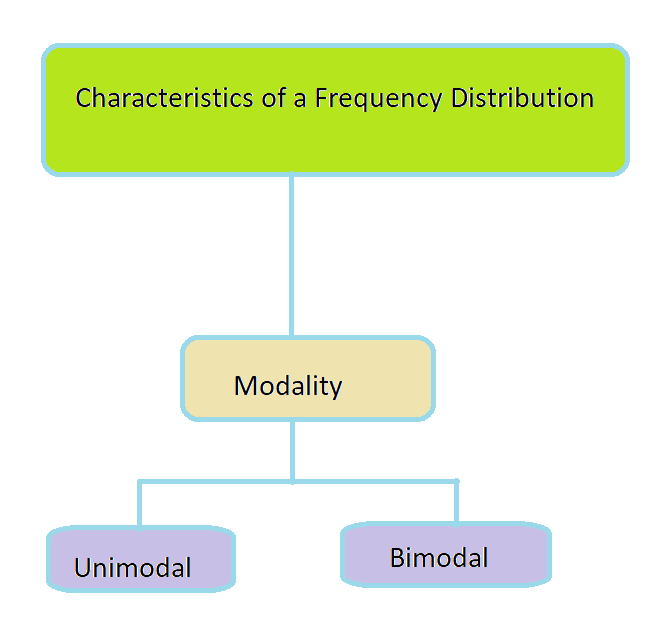 Characteristics of a Frequency Distribution
Modality
Unimodal
Bimodal